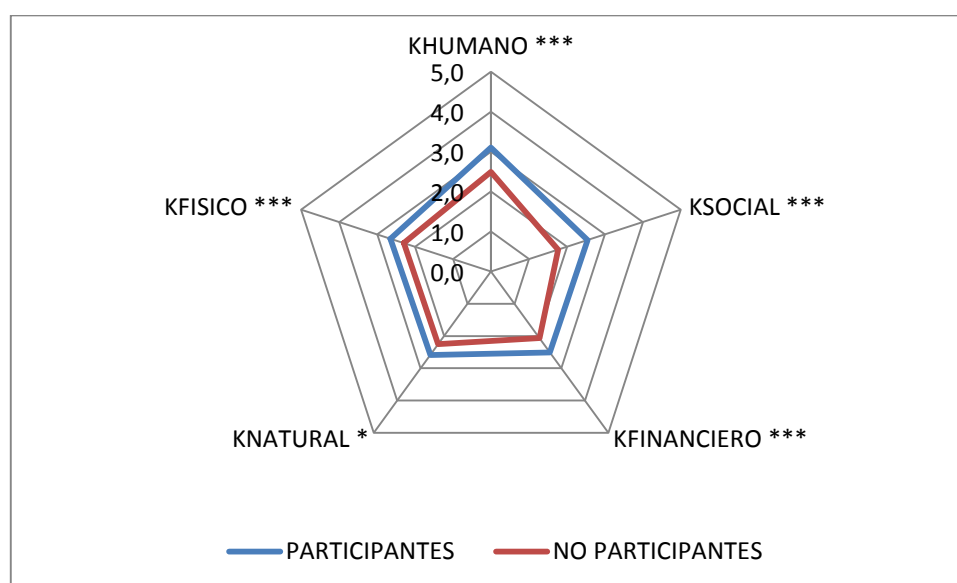 KHUMANO ***
5,0
4,0
3,0
2,0
1,0
0,0
KFISICO ***
KSOCIAL ***
KNATURAL *
KFINANCIERO ***
PARTICIPANTES
NO PARTICIPANTES